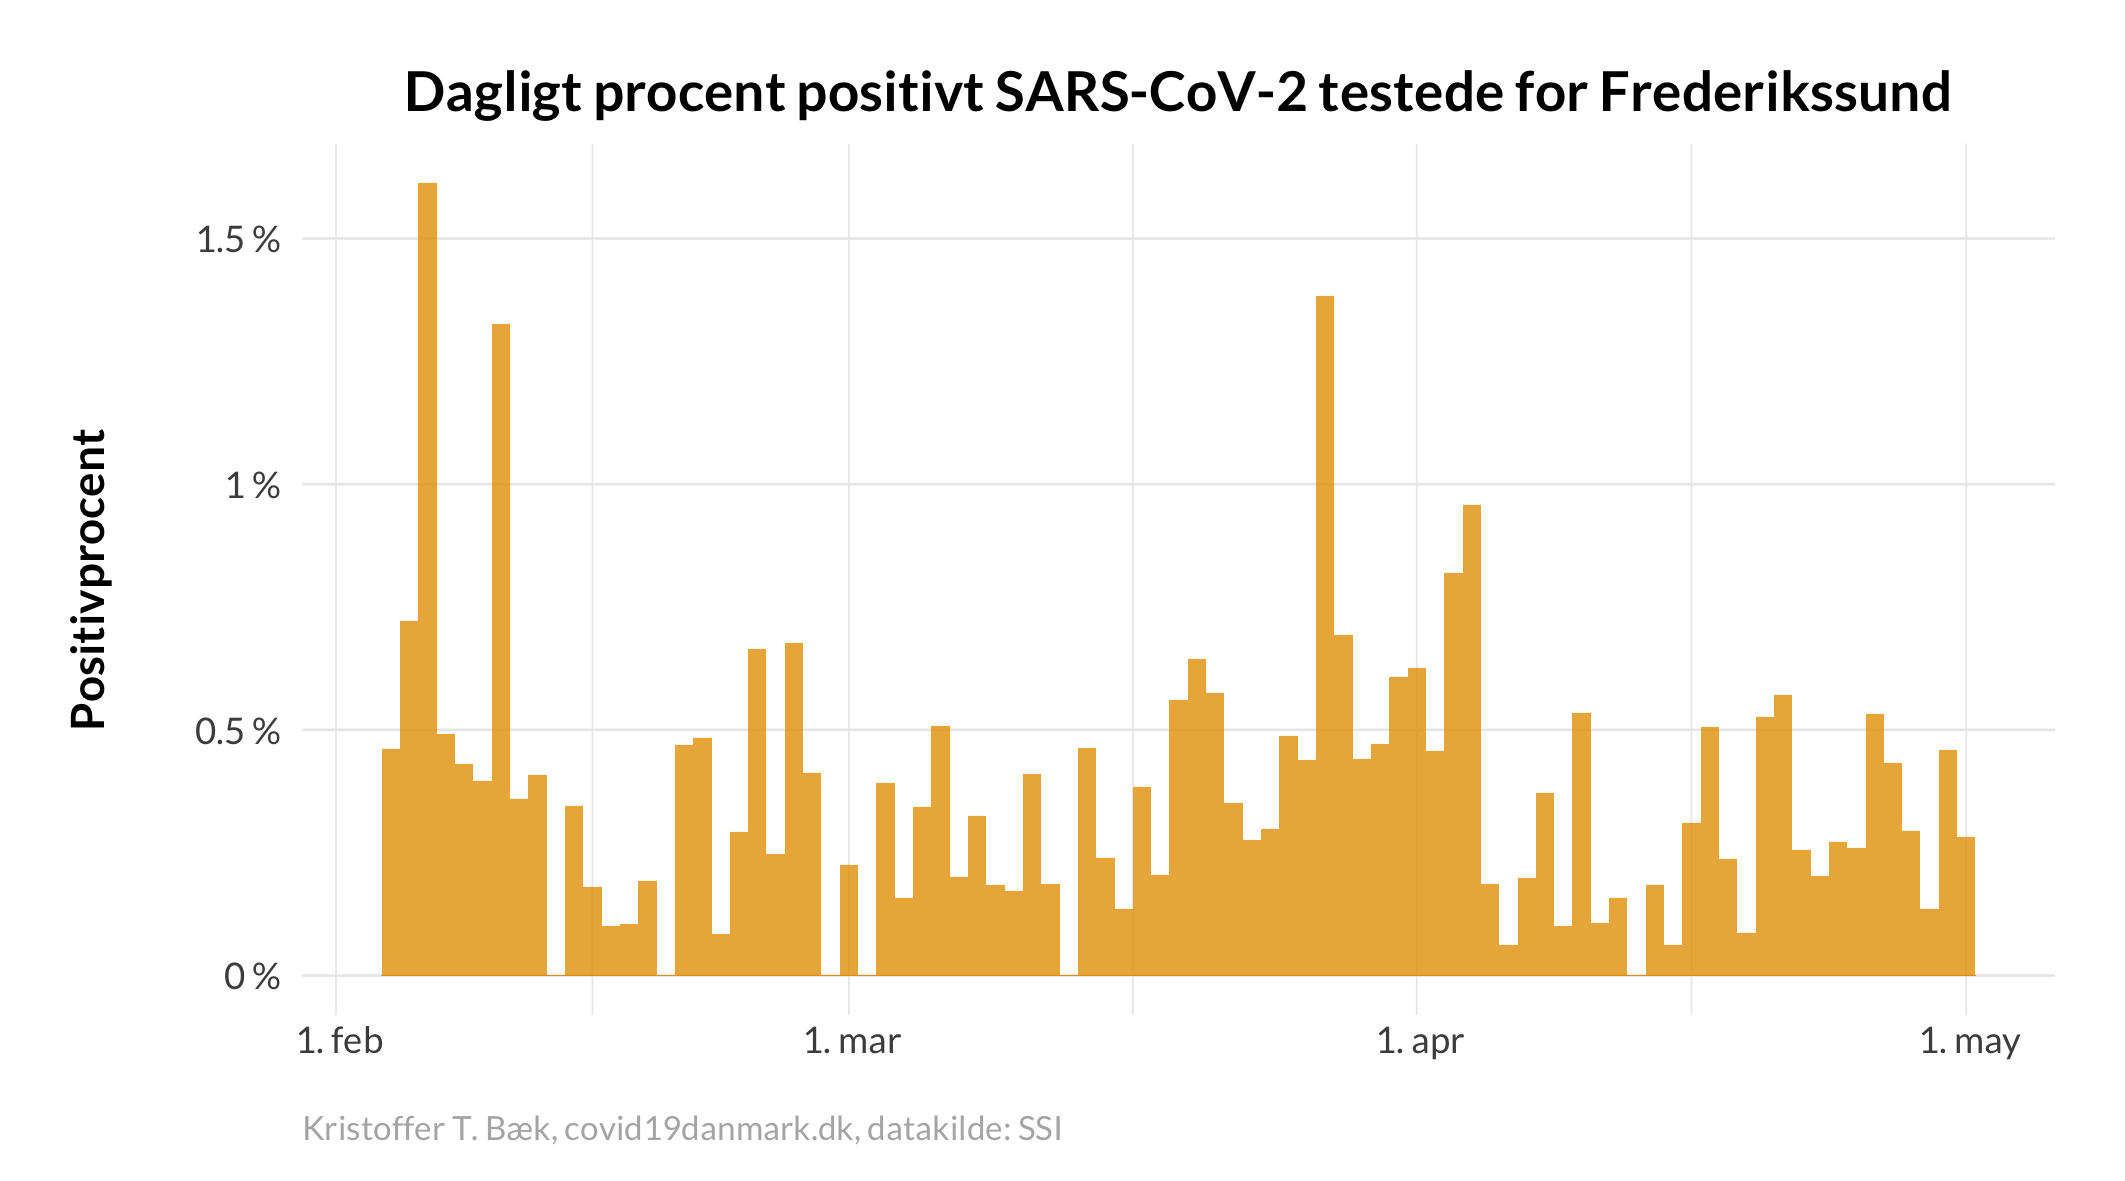 Dagligt procent positivt SARS-CoV-2 testede for Frederikssund
Positivprocent
1.5 %
1 %
0.5 %
0 %
1. feb
1. mar
1. apr
1. may
Kristoffer T. Bæk, covid19danmark.dk, datakilde: SSI